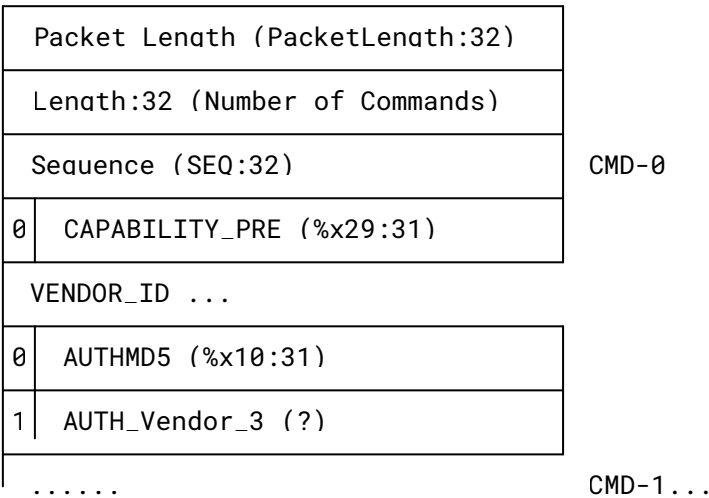 Packet Length (PacketLength:32)
Length:32 (Number of Commands)
Sequence (SEQ:32) CMD-0
0 CAPABILITY_PRE (%x29:31)
VENDOR_ID ...
0 AUTHMD5 (%x10:31)
1 AUTH_Vendor_3 (?)
...... CMD-1...